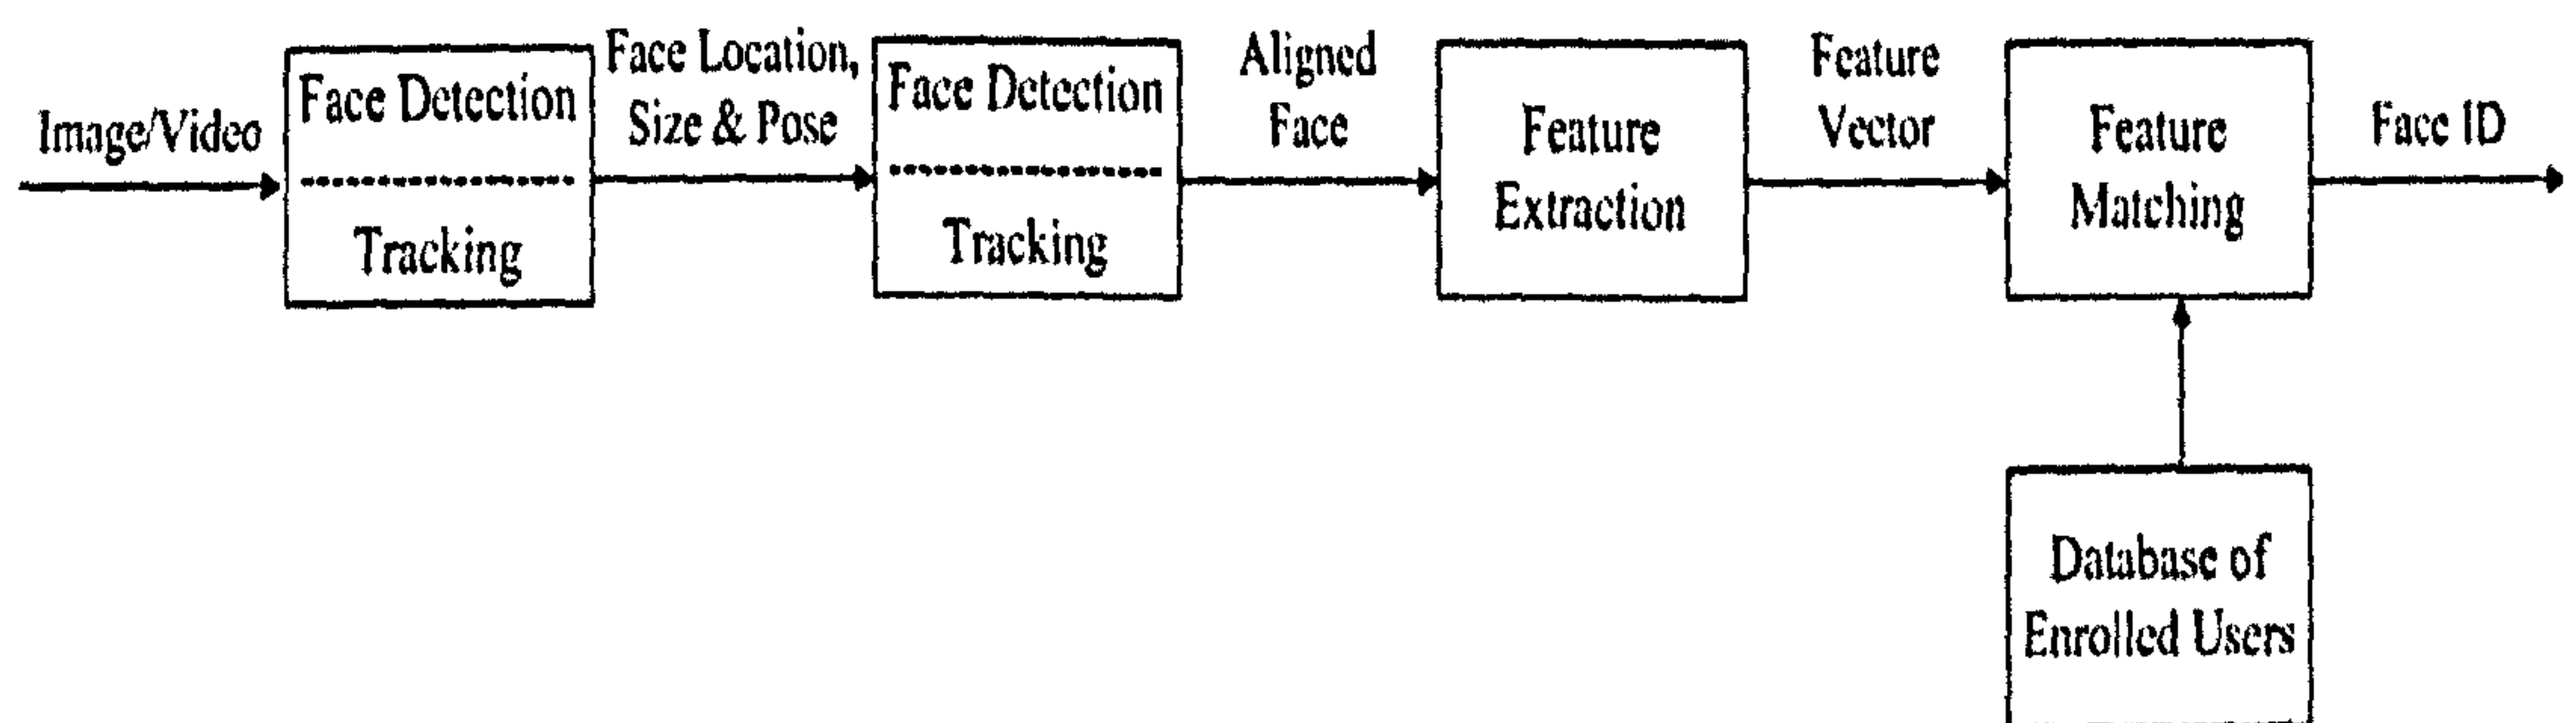 Image/Video
Face Detection
Tracking
Face Location,
Size & Pose
Face Detection
Tracking
Aligned
Face
Feature
Extraction
Feature
Vector
Feature
Matching
Face ID
Database of
Enrolled Users